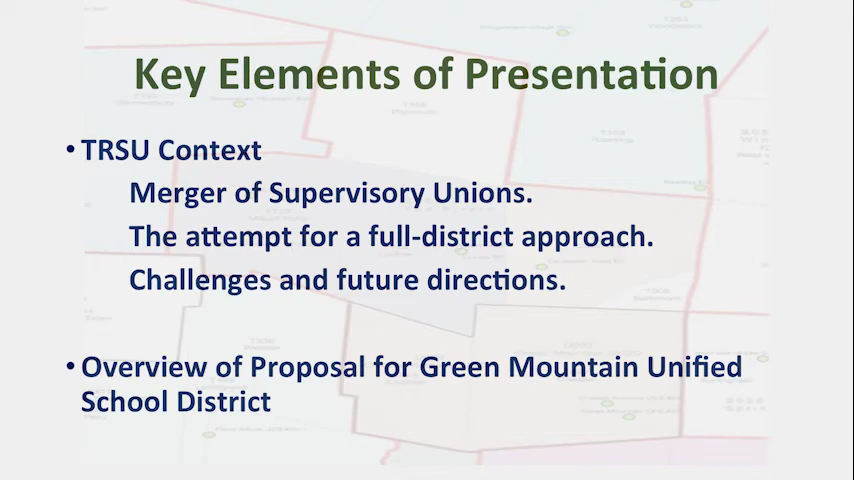 Key Elements of Presentation
• TRSU Context
Merger of Supervisory Unions.
The attempt for a full-district approach.
Challenges and future directions.
• Overview of Proposal for Green Mountain Unified
School District